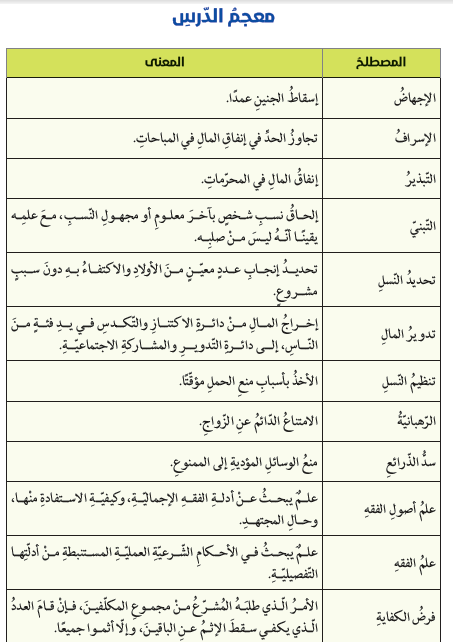 معجمُ الدّرسِ
المصطلحُ المعنى
الإجهاضُ إسقاطُ الجنينِ عمدًا.
الإسرافُ تجاوزُ الحدِّ في إنفاقِ المالِ في المباحاتِ.
التّبذيرُ إنفاقُ المالِ في المحرّماتِ.
التّبنّي إلحاقُ نسبِ شخصٍ بآخرَ معلومٍ أو مجهولِ النّسبِ، معَ علمِه
يقينًا أنّهُ ليسَ منْ صلبِه.
تحديدُ النّسلِ تحديدُ إنجابِ عددٍ معيّنٍ منَ الأولادِ والاكتفاءُ بهِ دونَ سببٍ
مشروعٍ.
تدويرُ المالِ إخراجُ المالِ منْ دائرةِ الاكتنازِ والتّكدسِ في يدِ فئةٍ منَ
النّاسِ، إلى دائرةِ التّدويرِ والمشاركةِ الاجتماعيّةِ.
تنظيمُ النّسلِ الأخذُ بأسبابِ منعِ الحملِ مؤقّتًا.
الرّهبانيّةُ الامتناعُ الدّائمُ عنِ الزّواجِ.
سدُّ الذّرائعِ منعُ الوسائلِ المؤديةِ إلى الممنوعِ.
علمُ أصولِ الفقهِ علمٌ يبحثُ عنْ أدلةِ الفقهِ الإجماليّةِ، وكيفيّةِ الاستفادةِ منْها،
وحالِ المجتهدِ.
علمُ الفقهِ علمٌ يبحثُ في الأحكامِ الشّرعيّةِ العمليّةِ المستنبطةِ منْ أدلّتِها
التّفصيليّةِ.
فرضُ الكفايةِ الأمرُ الّذي طلبَهُ المُشرّعُ منْ مجموعِ المكلّفينَ، فإنْ قامَ العددُ
الّذي يكفي سقطَ الإثمُ عنِ الباقينَ، وإلّا أثموا جميعًا.